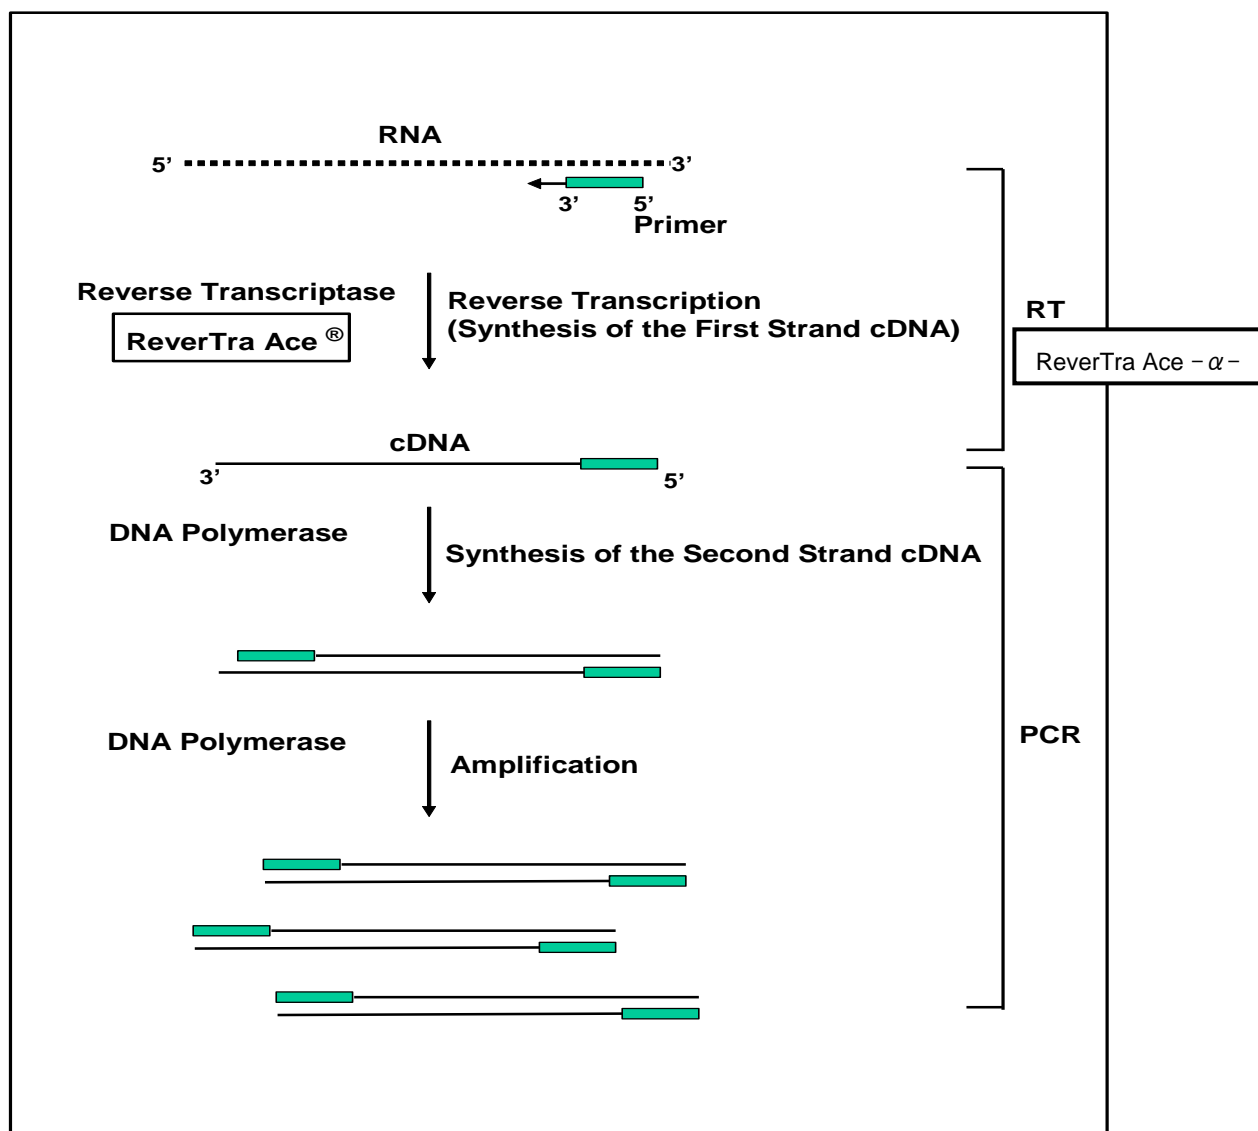 RNA
5’
3’
3’ 5’
Primer
Reverse Transcriptase
ReverTra Ace ®
Reverse Transcription
(Synthesis of the First Strand cDNA)
RT
ReverTra Ace －α－
cDNA
3’
5’
DNA Polymerase
Synthesis of the Second Strand cDNA
DNA Polymerase
Amplification
PCR